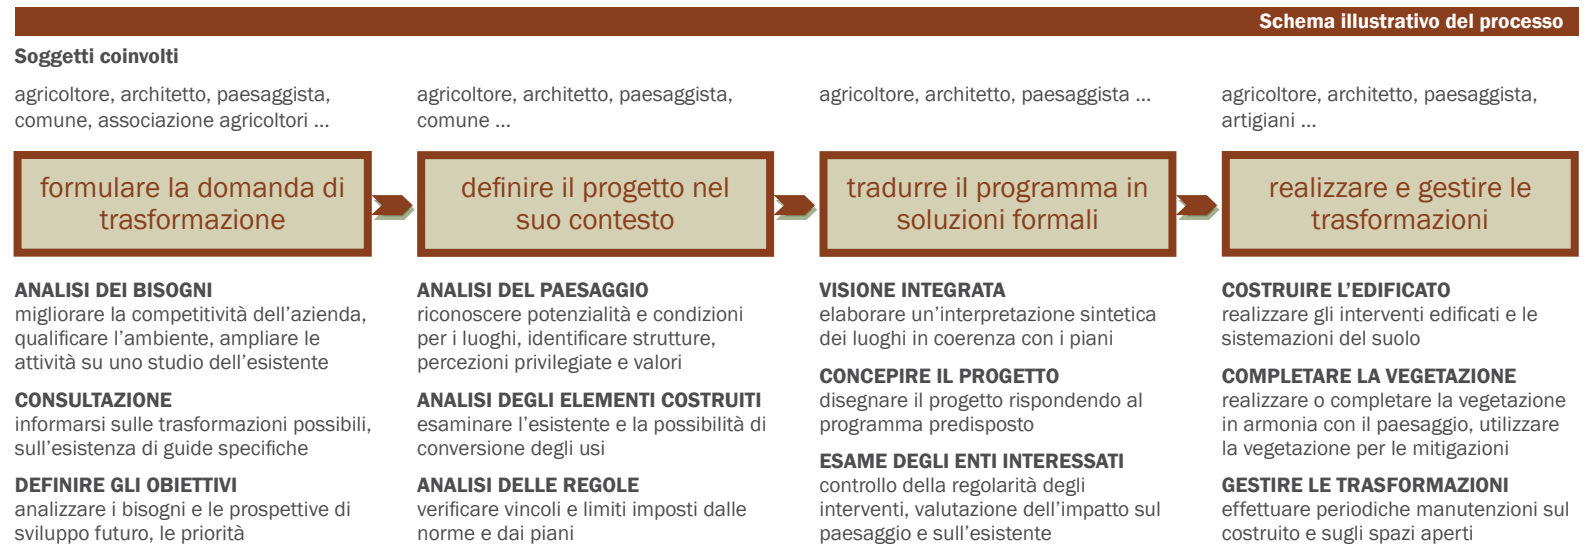 Schema illustrativo del processo
Soggetti coinvolti
agricoltore, architetto, paesaggista,
comune, associazione agricoltori ...
formulare la domanda di
trasformazione
ANALISI DEI BISOGNI
migliorare la competitività dell’azienda,
qualificare l’ambiente, ampliare le
attività su uno studio dell’esistente
CONSULTAZIONE
informarsi sulle trasformazioni possibili,
sull’esistenza di guide specifiche
DEFINIRE GLI OBIETTIVI
analizzare i bisogni e le prospettive di
sviluppo futuro, le priorità
agricoltore, architetto, paesaggista,
comune ...
definire il progetto nel
suo contesto
ANALISI DEL PAESAGGIO
riconoscere potenzialità e condizioni
per i luoghi, identificare strutture,
percezioni privilegiate e valori
ANALISI DEGLI ELEMENTI COSTRUITI
esaminare l’esistente e la possibilità di
conversione degli usi
ANALISI DELLE REGOLE
verificare vincoli e limiti imposti dalle
norme e dai piani
agricoltore, architetto, paesaggista ...
tradurre il programma in
soluzioni formali
VISIONE INTEGRATA
elaborare un’interpretazione sintetica
dei luoghi in coerenza con i piani
CONCEPIRE IL PROGETTO
disegnare il progetto rispondendo al
programma predisposto
ESAME DEGLI ENTI INTERESSATI
controllo della regolarità degli
interventi, valutazione dell’impatto sul
paesaggio e sull’esistente
agricoltore, architetto, paesaggista,
artigiani ...
realizzare e gestire le
trasformazioni
COSTRUIRE L’EDIFICATO
realizzare gli interventi edificati e le
sistemazioni del suolo
COMPLETARE LA VEGETAZIONE
realizzare o completare la vegetazione
in armonia con il paesaggio, utilizzare
la vegetazione per le mitigazioni
GESTIRE LE TRASFORMAZIONI
effettuare periodiche manutenzioni sul
costruito e sugli spazi aperti